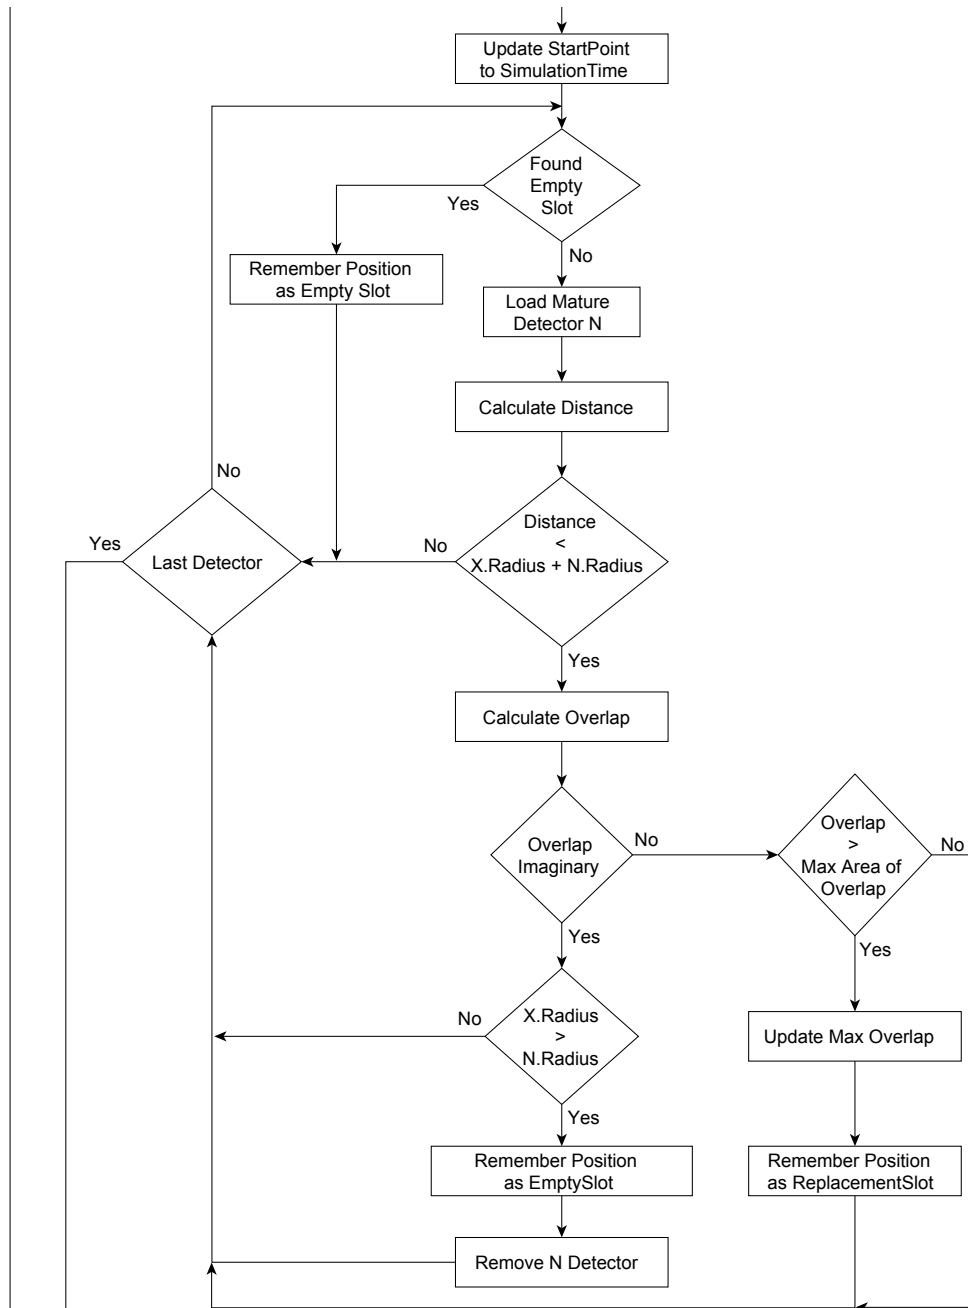 Update StartPoint
to SimulationTime
Found
Empty
Slot
Yes
No
Remember Position
as Empty Slot
Load Mature
Detector N
Calculate Distance
No
Yes
Last Detector
No
Distance
<
X.Radius + N.Radius
Yes
Calculate Overlap
Overlap
Imaginary
No
Overlap
>
Max Area of
Overlap
No
Yes
Yes
No
X.Radius
>
N.Radius
Update Max Overlap
Yes
Remember Position
as EmptySlot
Remember Position
as ReplacementSlot
Remove N Detector